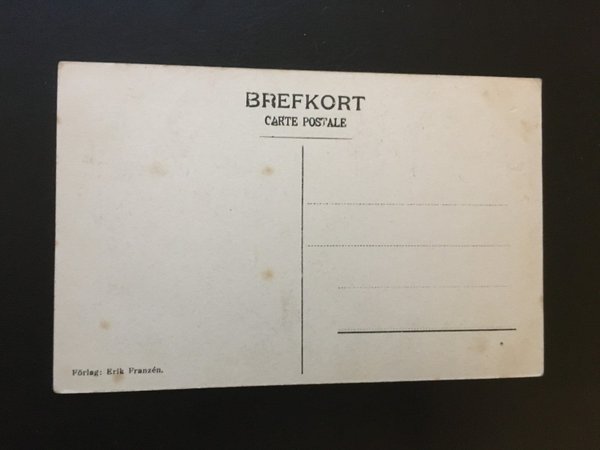 BREFKORT
CARTE POSTALE
Förlag: Erik Franzén.